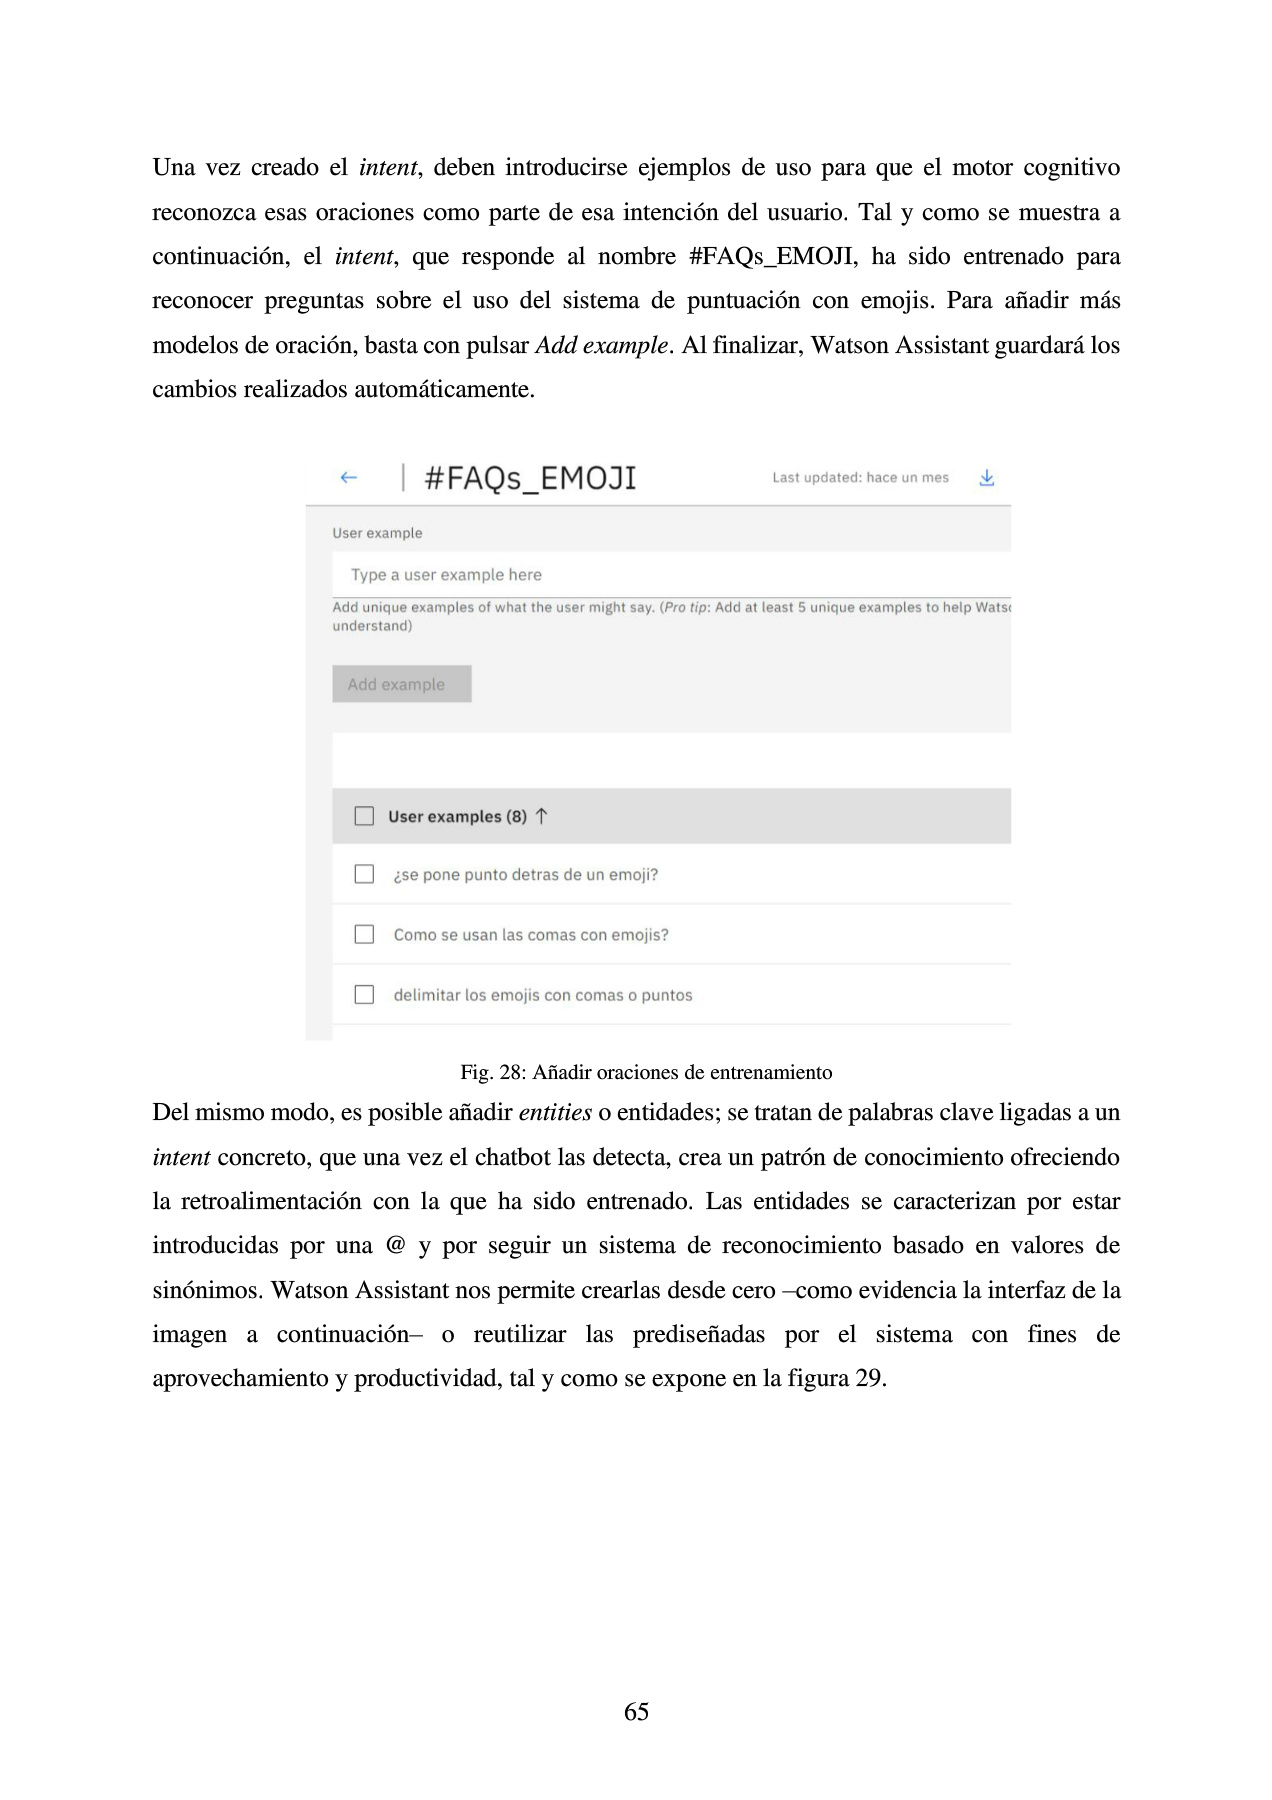 Una vez creado el intent, deben introducirse ejemplos de uso para que el motor cognitivo
reconozca esas oraciones como parte de esa intención del usuario. Tal y como se muestra a
continuación, el intent, que responde al nombre #FAQs_EMOJI, ha sido entrenado para
reconocer preguntas sobre el uso del sistema de puntuación con emojis. Para añadir más
modelos de oración, basta con pulsar Add example. Al finalizar, Watson Assistant guardará los
cambios realizados automáticamente.
← | #FAQs_EMOJI Last updated: hace un mes
User example
Type a user example here
Add unique examples of what the user might say. (Pro tip: Add at least 5 unique examples to help Wats
understand)
Add example
User examples (8) ↑
¿se pone punto detras de un emoji?
Como se usan las comas con emojis?
delimitar los emojis con comas o puntos
Fig. 28: Añadir oraciones de entrenamiento
Del mismo modo, es posible añadir entities o entidades; se tratan de palabras clave ligadas a un
intent concreto, que una vez el chatbot las detecta, crea un patrón de conocimiento ofreciendo
la retroalimentación con la que ha sido entrenado. Las entidades se caracterizan por estar
introducidas por una @ y por seguir un sistema de reconocimiento basado en valores de
sinónimos. Watson Assistant nos permite crearlas desde cero –como evidencia la interfaz de la
imagen a continuación– o reutilizar las prediseñadas por el sistema con fines de
aprovechamiento y productividad, tal y como se expone en la figura 29.
65